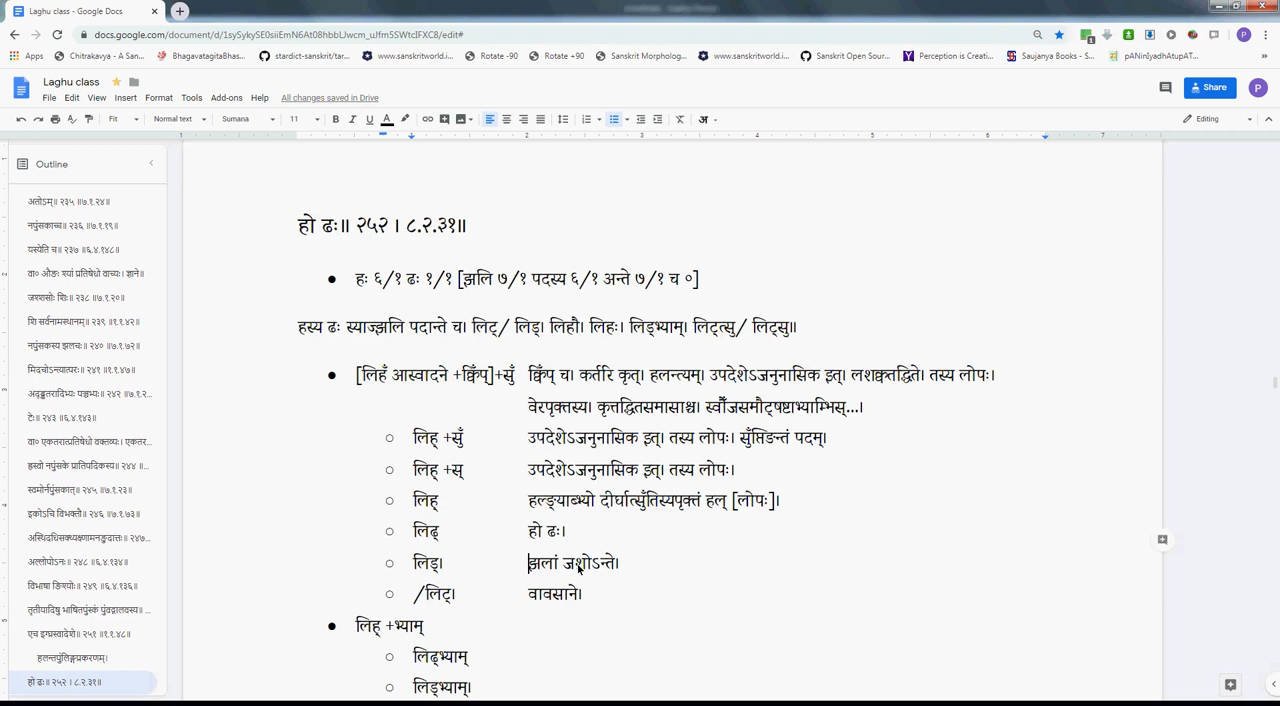 Laghu class - Google Docs
docs.google.com/document/d/1sySykySE0siiEmN6At08hbbLJwcm_uJfm5SWtcIFXC8/edit#
Apps Chitrakavya - A San... BhagavatagitaBhas... stardict-sanskrit/tar... www.sanskritworld.i... Rotate -90 Rotate +90 Sanskrit Morpholog... www.sanskritworld.i... Sanskrit Open Sour... Perception is Creati... Saujanya Books - S... pANinIyadhAtupAT...
Laghu class
File Edit View Insert Format Tools Add-ons Help All changes saved in Drive
Share
P
Fit Normal text Sumana 11 B I U A अ Editing
1 1 2 3 4 5 6 7
Outline
अतोऽम्॥ २३५ ॥७.१.२४॥
नपुंसकाच्च॥ २३६ ॥७.१.१९॥
यस्येति च॥ २३७ ॥६.४.१४८॥
वा० औङः श्यां प्रतिषेधो वाच्यः। ज्ञाने॥
जश्शसोः शिः॥ २३८ ॥७.१.२०॥
शि सर्वनामस्थानम्॥ २३९ ॥१.१.४२॥
नपुंसकस्य झलचः॥ २४० ॥७.१.७२॥
मिदचोऽन्त्यात्परः॥ २४१ ॥१.१.४७॥
अद्ड्डतरादिभ्यः पञ्चभ्यः॥ २४२ ॥७.१.२...
टेः॥ २४३ ॥६.४.१४३॥
वा० एकतरात्प्रतिषेधो वक्तव्यः। एकतर...
ह्रस्वो नपुंसके प्रातिपदिकस्य॥ २४४ ॥१...
स्वमोर्नपुंसकात्॥ २४५ ॥७.१.२३॥
इकोऽचि विभक्तौ॥ २४६ ॥७.१.७३॥
अस्थिदधिसक्थ्यक्ष्णामनङुदात्तः॥ २४७...
अल्लोपोऽनः॥ २४८ ॥६.४.१३४॥
विभाषा ङिश्योः॥ २४९ ॥६.४.१३६॥
तृतीयादिषु भाषितपुंस्कं पुंवद्गालवस्य॥...
एच इग्घ्रस्वादेशे॥ २५१ ॥१.१.४८॥
हलन्तपुंलिङ्गप्रकरणम्।
हो ढः॥ २५२ । ८.२.३१॥
हो ढः॥ २५२ । ८.२.३१॥
● हः ६/१ ढः १/१ [झलि ७/१ पदस्य ६/१ अन्ते ७/१ च ०]
हस्य ढः स्याज्झलि पदान्ते च। लिट्/ लिड्। लिहौ। लिहः। लिड्भ्याम्। लिट्त्सु/ लिट्सु॥
● [लिहँ आस्वादने +क्विँप्]+सुँ क्विँप् च। कर्तरि कृत्। हलन्त्यम्। उपदेशेऽजनुनासिक इत्। लशक्वतद्धिते। तस्य लोपः।
वेरपृक्तस्य। कृत्तद्धितसमासाश्च। स्वौँजसमौट्छष्टाभ्याम्भिस्...।
○ लिह् +सुँ उपदेशेऽजनुनासिक इत्। तस्य लोपः। सुँप्तिङन्तं पदम्।
○ लिह् +स् उपदेशेऽजनुनासिक इत्। तस्य लोपः।
○ लिह् हल्ङ्याब्भ्यो दीर्घात्सुँतिस्यपृक्तं हल् [लोपः]।
○ लिढ् हो ढः।
○ लिड्। झलां जशोऽन्ते।
○ /लिट्। वावसाने।
● लिह् +भ्याम्
○ लिढ्भ्याम्
○ लिड्भ्याम्।